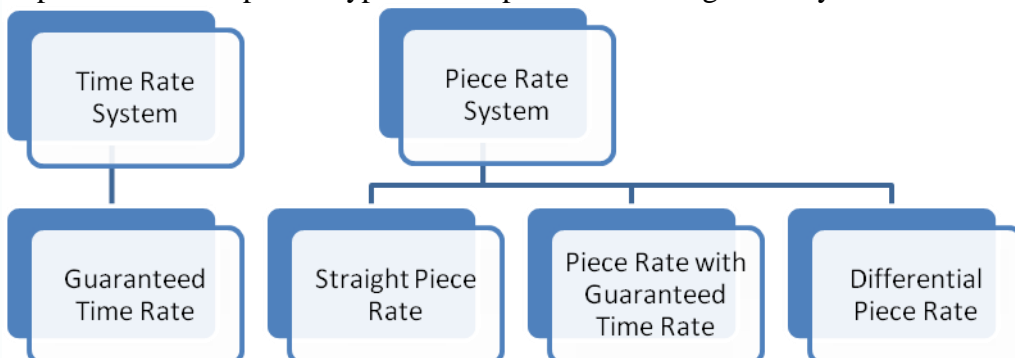 Time Rate
System
Piece Rate
System
Guaranteed
Time Rate
Straight Piece
Rate
Piece Rate with
Guaranteed
Time Rate
Differential
Piece Rate